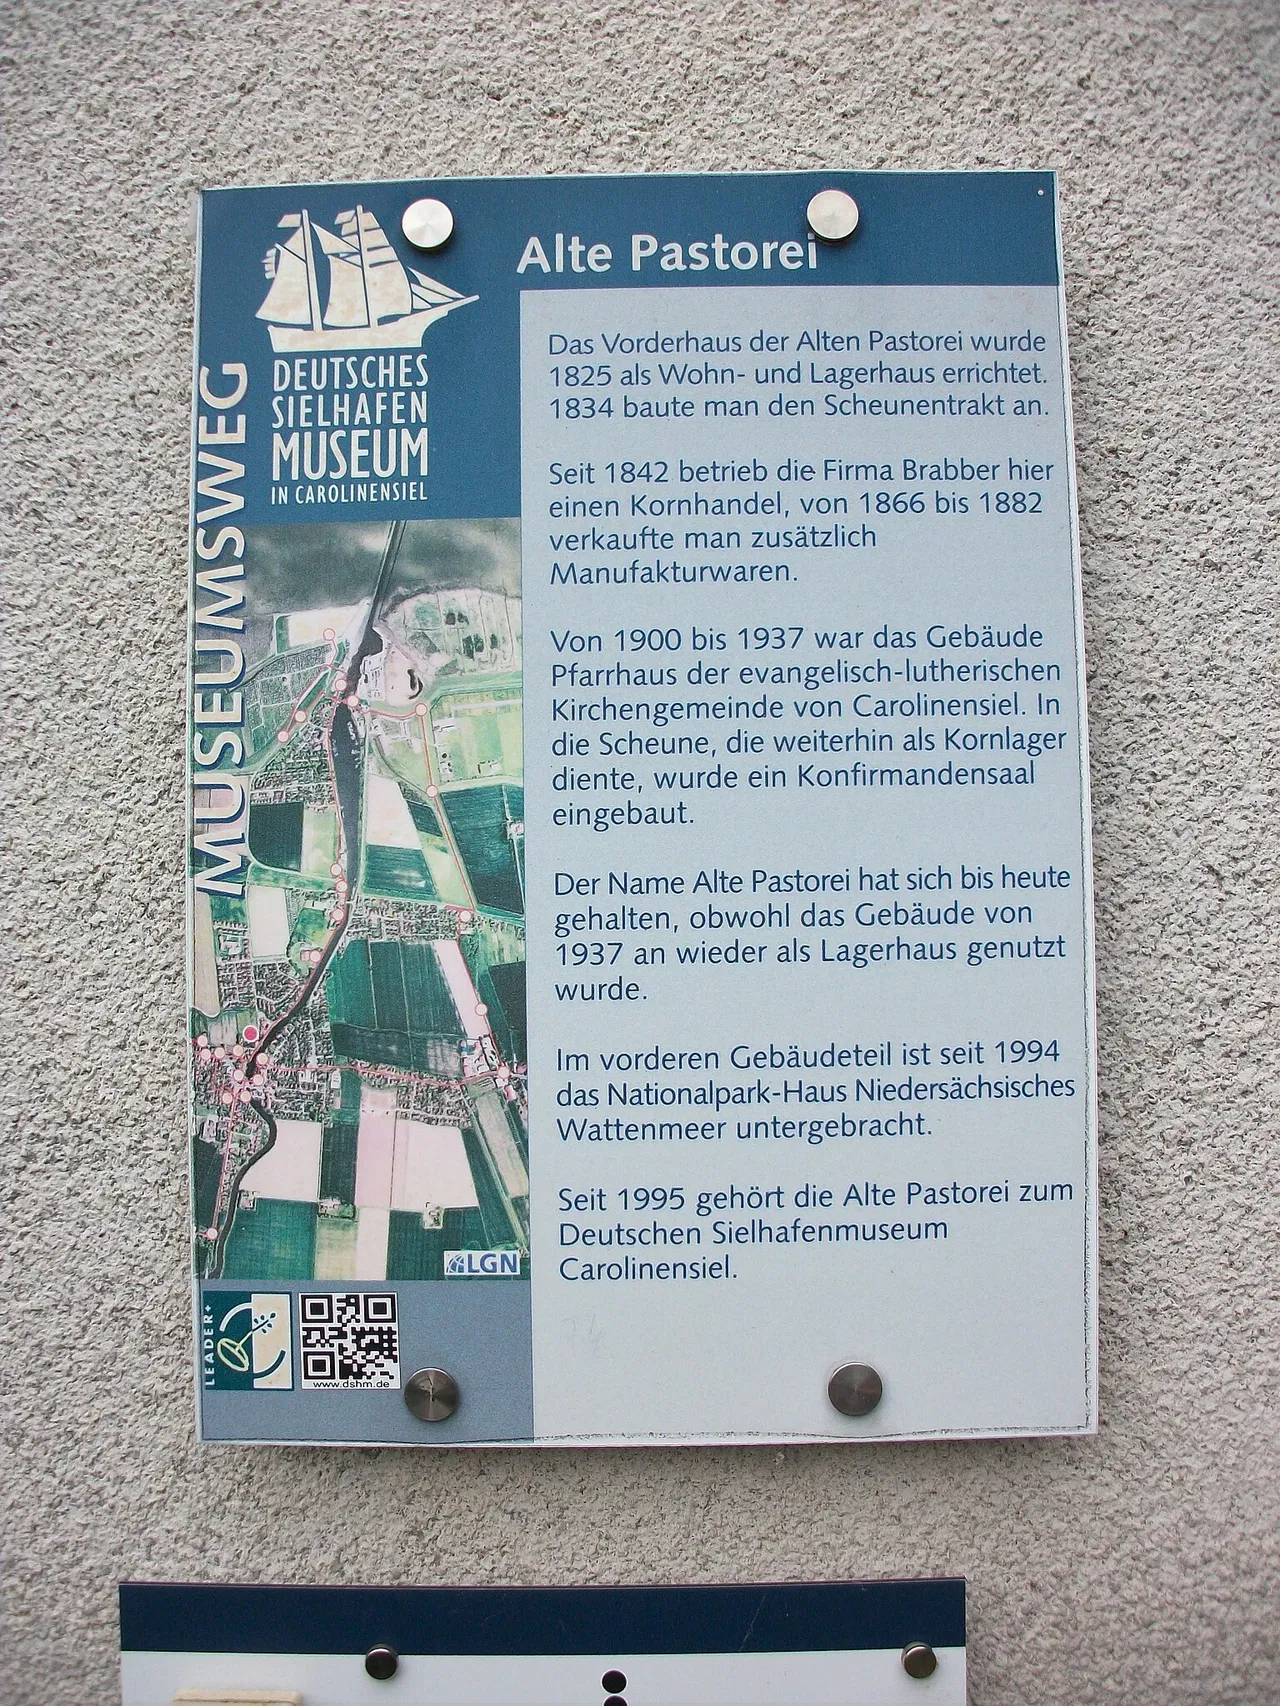 Alte Pastorei
DEUTSCHES
SIELHAFEN
MUSEUM
IN CAROLINENSIEL
MUSEUMSWEG
Das Vorderhaus der Alten Pastorei wurde
1825 als Wohn- und Lagerhaus errichtet.
1834 baute man den Scheunentrakt an.
Seit 1842 betrieb die Firma Brabber hier
einen Kornhandel, von 1866 bis 1882
verkaufte man zusätzlich
Manufakturwaren.
Von 1900 bis 1937 war das Gebäude
Pfarrhaus der evangelisch-lutherischen
Kirchengemeinde von Carolinensiel. In
die Scheune, die weiterhin als Kornlager
diente, wurde ein Konfirmandensaal
eingebaut.
Der Name Alte Pastorei hat sich bis heute
gehalten, obwohl das Gebäude von
1937 an wieder als Lagerhaus genutzt
wurde.
Im vorderen Gebäudeteil ist seit 1994
das Nationalpark-Haus Niedersächsisches
Wattenmeer untergebracht.
Seit 1995 gehört die Alte Pastorei zum
Deutschen Sielhafenmuseum
Carolinensiel.
LGN
LEADER+
www.dshm.de